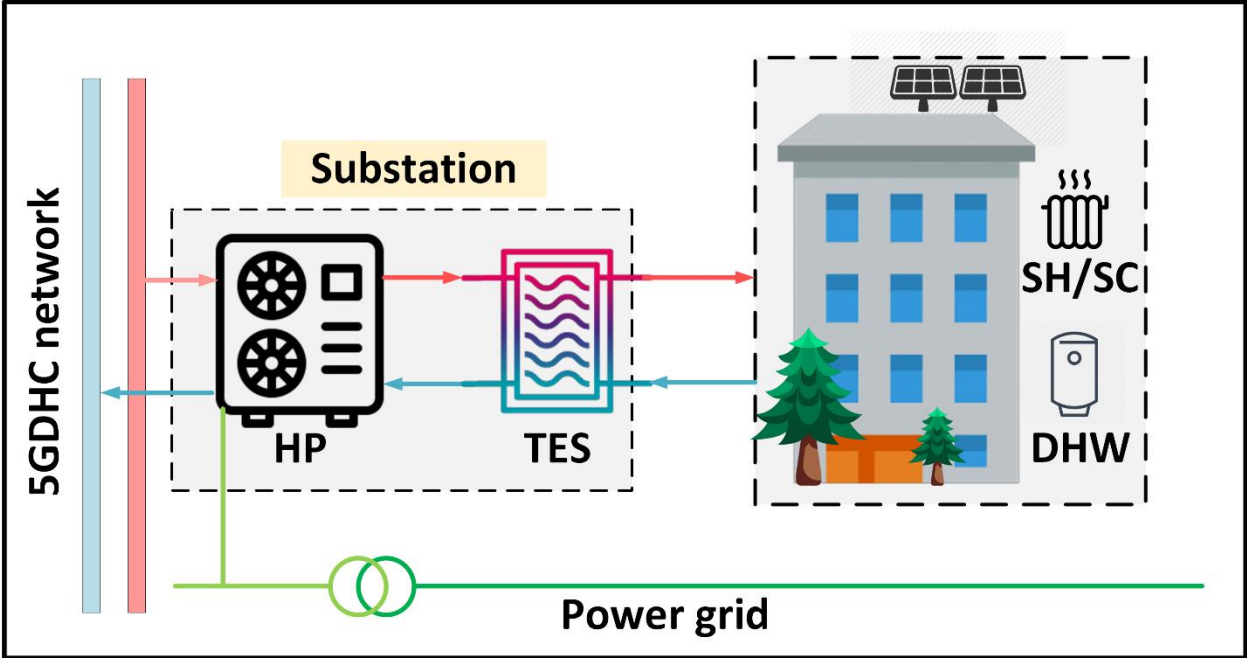 5GDHC network
Substation
HP
TES
SH/SC
DHW
Power grid